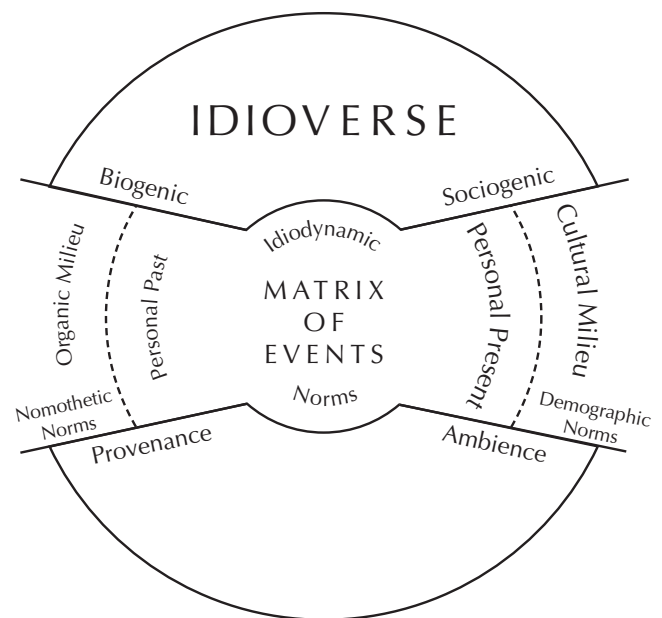 IDIOVERSE
Biogenic
Sociogenic
Idiodynamic
Organic Milieu
Personal Past
MATRIX
OF
EVENTS
Personal Present
Cultural Milieu
Norms
Nomothetic
Norms
Demographic
Norms
Provenance
Ambience